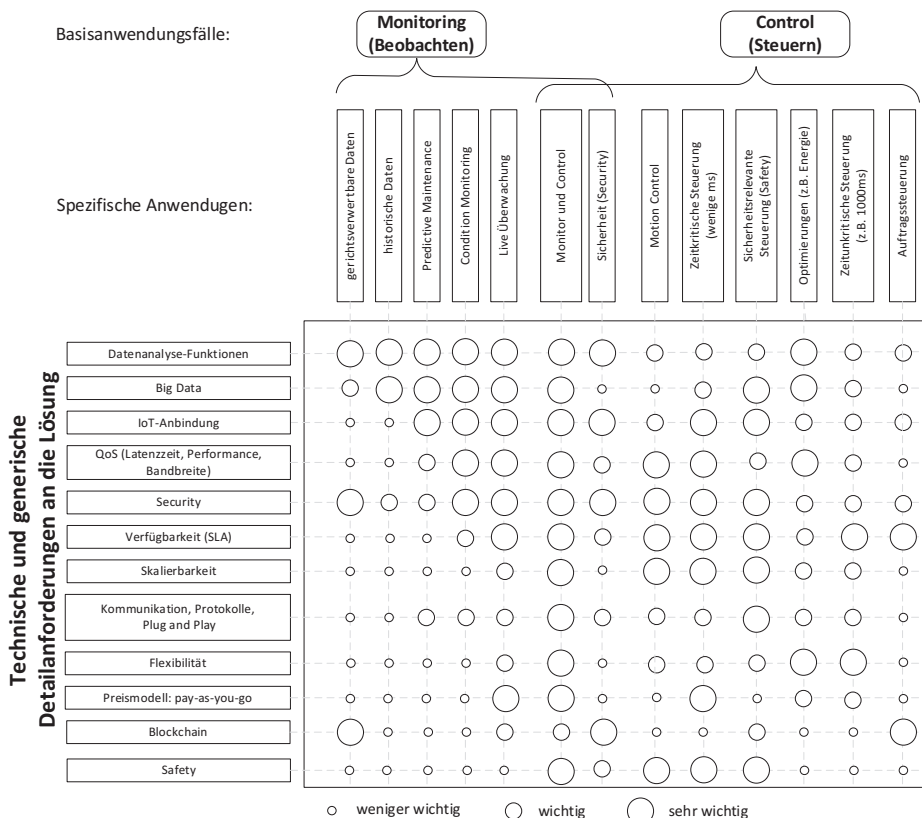 Basisanwendungsfälle:
Monitoring
(Beobachten)
Control
(Steuern)
Spezifische Anwendugen:
gerichtsverwertbare Daten
historische Daten
Predictive Maintenance
Condition Monitoring
Live Überwachung
Monitor und Control
Sicherheit (Security)
Motion Control
Zeitkritische Steuerung
(wenige ms)
Sicherheitsrelevante
Steuerung (Safety)
Optimierungen (z.B. Energie)
Zeitunkritische Steuerung
(z.B. 1000ms)
Auftragssteuerung
Technische und generische
Detailanforderungen an die Lösung
Datenanalyse-Funktionen
Big Data
IoT-Anbindung
QoS (Latenzzeit, Performance,
Bandbreite)
Security
Verfügbarkeit (SLA)
Skalierbarkeit
Kommunikation, Protokolle,
Plug and Play
Flexibilität
Preismodell: pay-as-you-go
Blockchain
Safety
weniger wichtig
wichtig
sehr wichtig